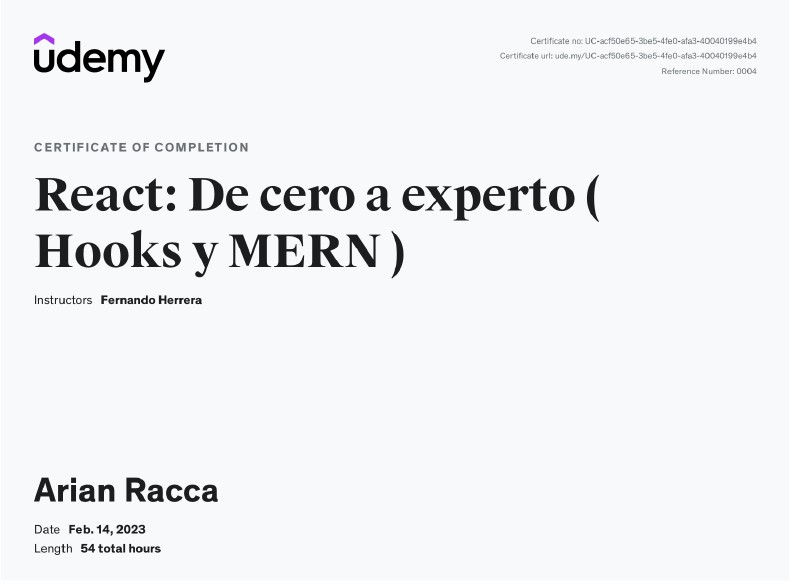 udemy
Certificate no: UC-acf50e65-3be5-4fe0-afa3-40040199e4b4
Certificate url: ude.my/UC-acf50e65-3be5-4fe0-afa3-40040199e4b4
Reference Number: 0004
CERTIFICATE OF COMPLETION
React: De cero a experto (
Hooks y MERN )
Instructors Fernando Herrera
Arian Racca
Date Feb. 14, 2023
Length 54 total hours